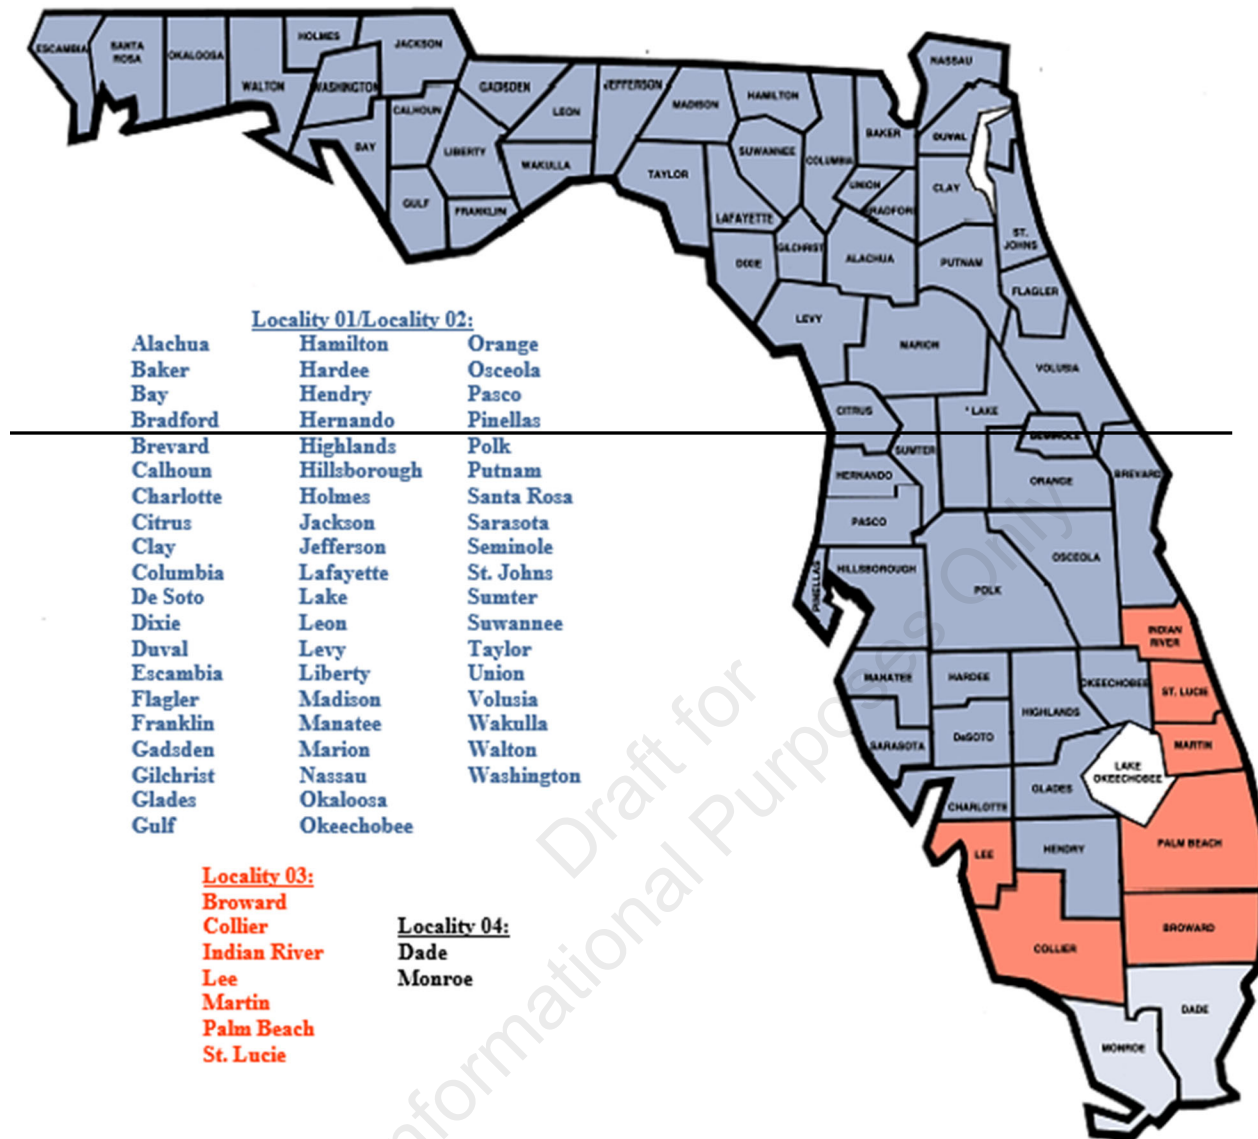 ESCAMBIA
SANTA
ROSA
OKALOOSA
WALTON
HOLMES
WASHINGTON
JACKSON
BAY
CALHOUN
GULF
LIBERTY
FRANKLIN
GADSDEN
LEON
WAKULLA
JEFFERSON
MADISON
TAYLOR
HAMILTON
SUWANNEE
LAFAYETTE
DIXIE
COLUMBIA
GILCHRIST
BAKER
UNION
BRADFORD
ALACHUA
NASSAU
DUVAL
CLAY
ST.
JOHNS
PUTNAM
FLAGLER
LEVY
MARION
VOLUSIA
CITRUS
LAKE
SUMTER
SEMINOLE
HERNANDO
ORANGE
BREVARD
PASCO
PINELLAS
HILLSBOROUGH
POLK
OSCEOLA
INDIAN
RIVER
MANATEE
HARDEE
HIGHLANDS
OKEECHOBEE
ST. LUCIE
SARASOTA
DeSOTO
MARTIN
LAKE
OKEECHOBEE
CHARLOTTE
GLADES
LEE
HENDRY
PALM BEACH
COLLIER
BROWARD
MONROE
DADE
Locality 01/Locality 02:
Alachua Hamilton Orange
Baker Hardee Osceola
Bay Hendry Pasco
Bradford Hernando Pinellas
Brevard Highlands Polk
Calhoun Hillsborough Putnam
Charlotte Holmes Santa Rosa
Citrus Jackson Sarasota
Clay Jefferson Seminole
Columbia Lafayette St. Johns
De Soto Lake Sumter
Dixie Leon Suwannee
Duval Levy Taylor
Escambia Liberty Union
Flagler Madison Volusia
Franklin Manatee Wakulla
Gadsden Marion Walton
Gilchrist Nassau Washington
Glades Okaloosa
Gulf Okeechobee
Locality 03:
Broward
Collier
Indian River
Lee
Martin
Palm Beach
St. Lucie
Locality 04:
Dade
Monroe
Draft for
Informational Purposes Only